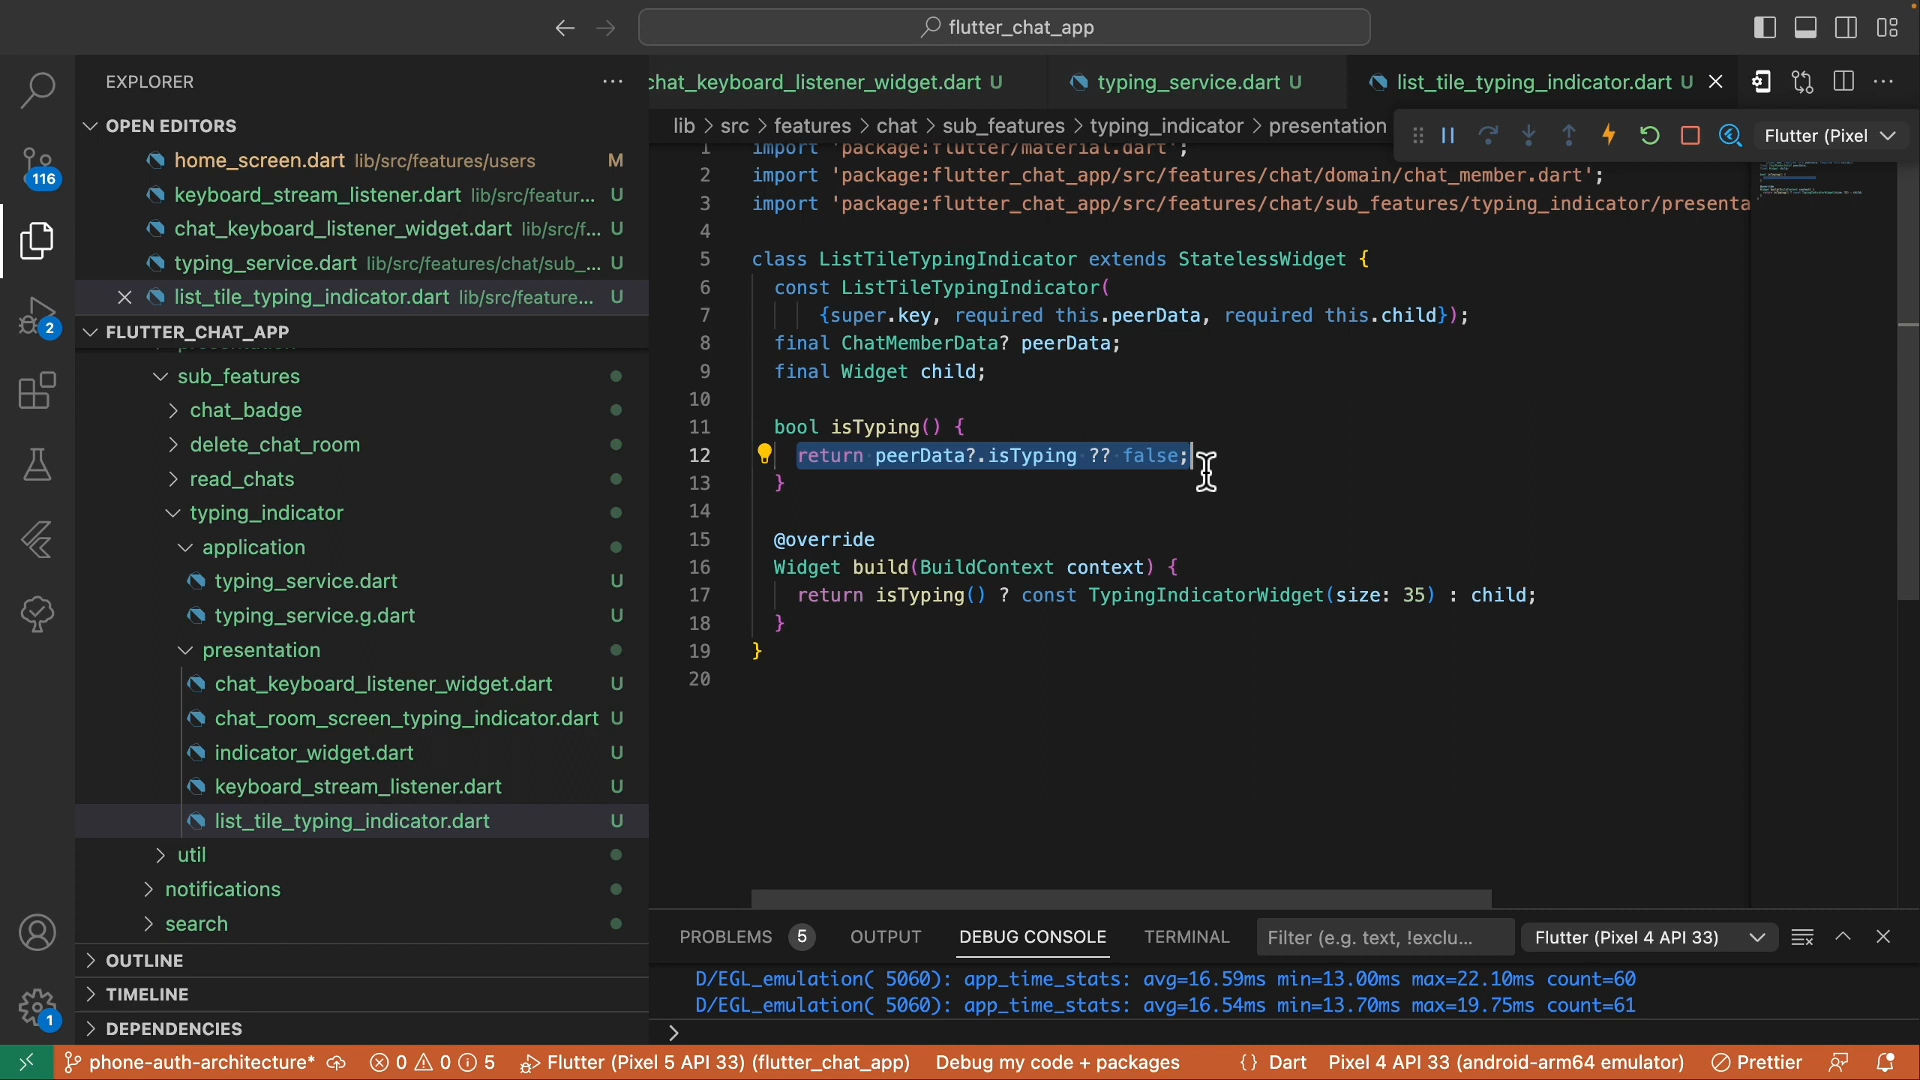 flutter_chat_app
EXPLORER
OPEN EDITORS
home_screen.dart lib/src/features/users M
keyboard_stream_listener.dart lib/src/featur... U
chat_keyboard_listener_widget.dart lib/src/f... U
typing_service.dart lib/src/features/chat/sub_... U
list_tile_typing_indicator.dart lib/src/feature... U
FLUTTER_CHAT_APP
sub_features
chat_badge
delete_chat_room
read_chats
typing_indicator
application
typing_service.dart U
typing_service.g.dart U
presentation
chat_keyboard_listener_widget.dart U
chat_room_screen_typing_indicator.dart U
indicator_widget.dart U
keyboard_stream_listener.dart U
list_tile_typing_indicator.dart U
util
notifications
search
OUTLINE
TIMELINE
DEPENDENCIES
116
2
1
chat_keyboard_listener_widget.dart U
typing_service.dart U
list_tile_typing_indicator.dart U
lib > src > features > chat > sub_features > typing_indicator > presentation
Flutter (Pixel
1 import 'package:flutter/material.dart';
2 import 'package:flutter_chat_app/src/features/chat/domain/chat_member.dart';
3 import 'package:flutter_chat_app/src/features/chat/sub_features/typing_indicator/presenta
4
5 class ListTileTypingIndicator extends StatelessWidget {
6 const ListTileTypingIndicator(
7 {super.key, required this.peerData, required this.child});
8 final ChatMemberData? peerData;
9 final Widget child;
10
11 bool isTyping() {
12 return peerData?.isTyping ?? false;
13 }
14
15 @override
16 Widget build(BuildContext context) {
17 return isTyping() ? const TypingIndicatorWidget(size: 35) : child;
18 }
19 }
20
PROBLEMS 5 OUTPUT DEBUG CONSOLE TERMINAL Filter (e.g. text, !exclu... Flutter (Pixel 4 API 33)
D/EGL_emulation( 5060): app_time_stats: avg=16.59ms min=13.00ms max=22.10ms count=60
D/EGL_emulation( 5060): app_time_stats: avg=16.54ms min=13.70ms max=19.75ms count=61
>
phone-auth-architecture* 0 0 5 Flutter (Pixel 5 API 33) (flutter_chat_app) Debug my code + packages {} Dart Pixel 4 API 33 (android-arm64 emulator) Prettier